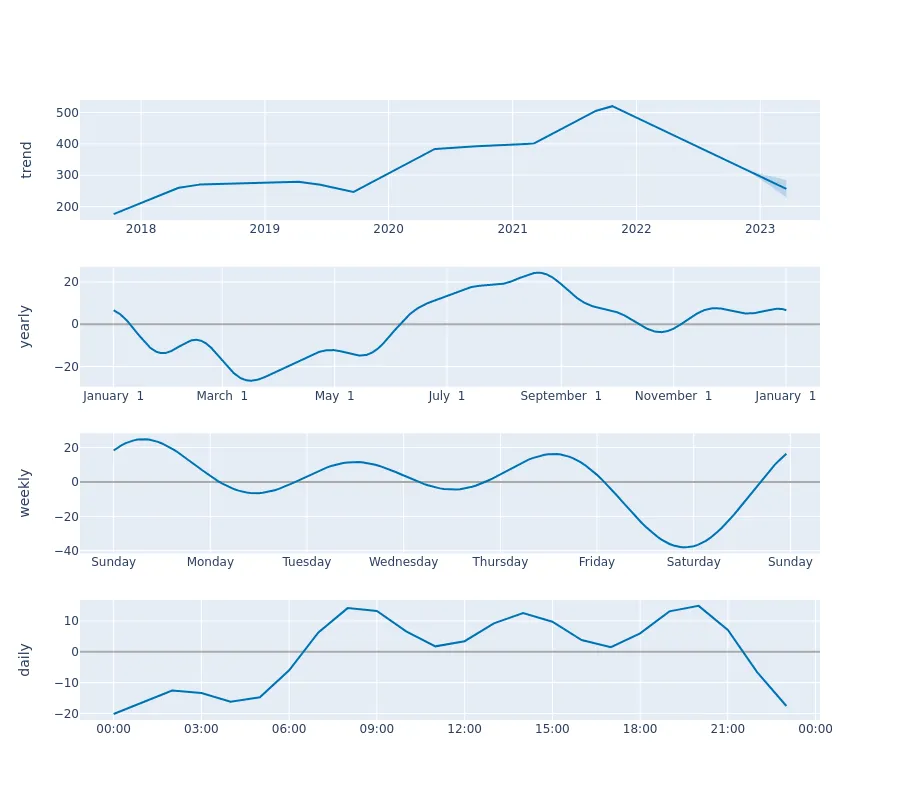 trend
500
400
300
200
2018 2019 2020 2021 2022 2023
yearly
20
0
−20
January 1 March 1 May 1 July 1 September 1 November 1 January 1
weekly
20
0
−20
−40
Sunday Monday Tuesday Wednesday Thursday Friday Saturday Sunday
daily
10
0
−10
−20
00:00 03:00 06:00 09:00 12:00 15:00 18:00 21:00 00:00